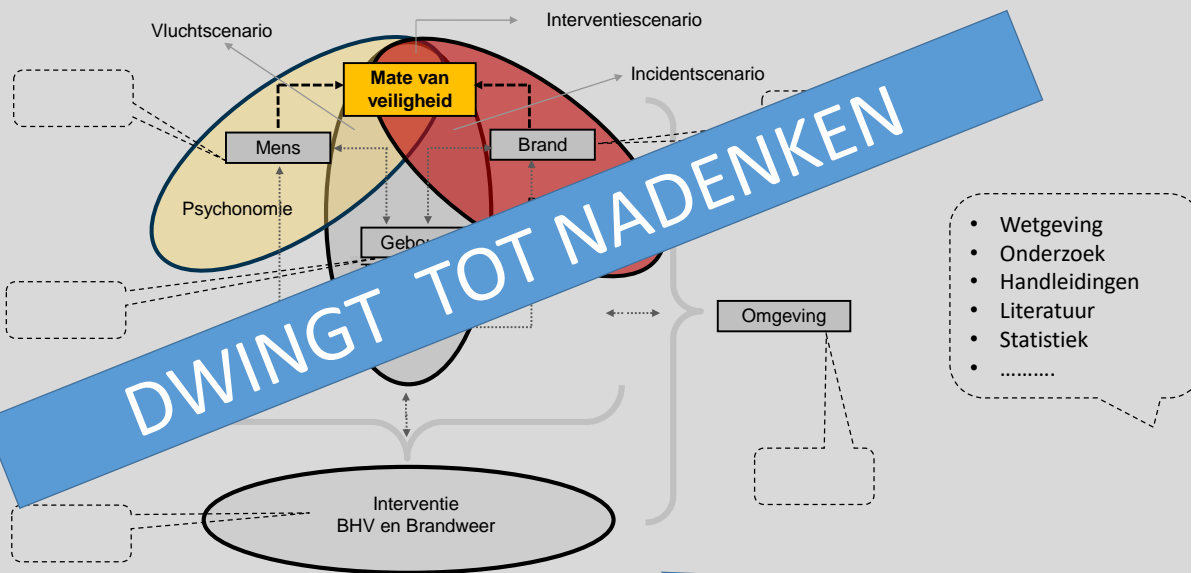 Interventiescenario
Vluchtscenario
Incidentscenario
Mate van
veiligheid
Mens
Brand
Psychonomie
DWINGT TOT NADENKEN
• Wetgeving
• Onderzoek
• Handleidingen
• Literatuur
• Statistiek
• ……….
Omgeving
Interventie
BHV en Brandweer